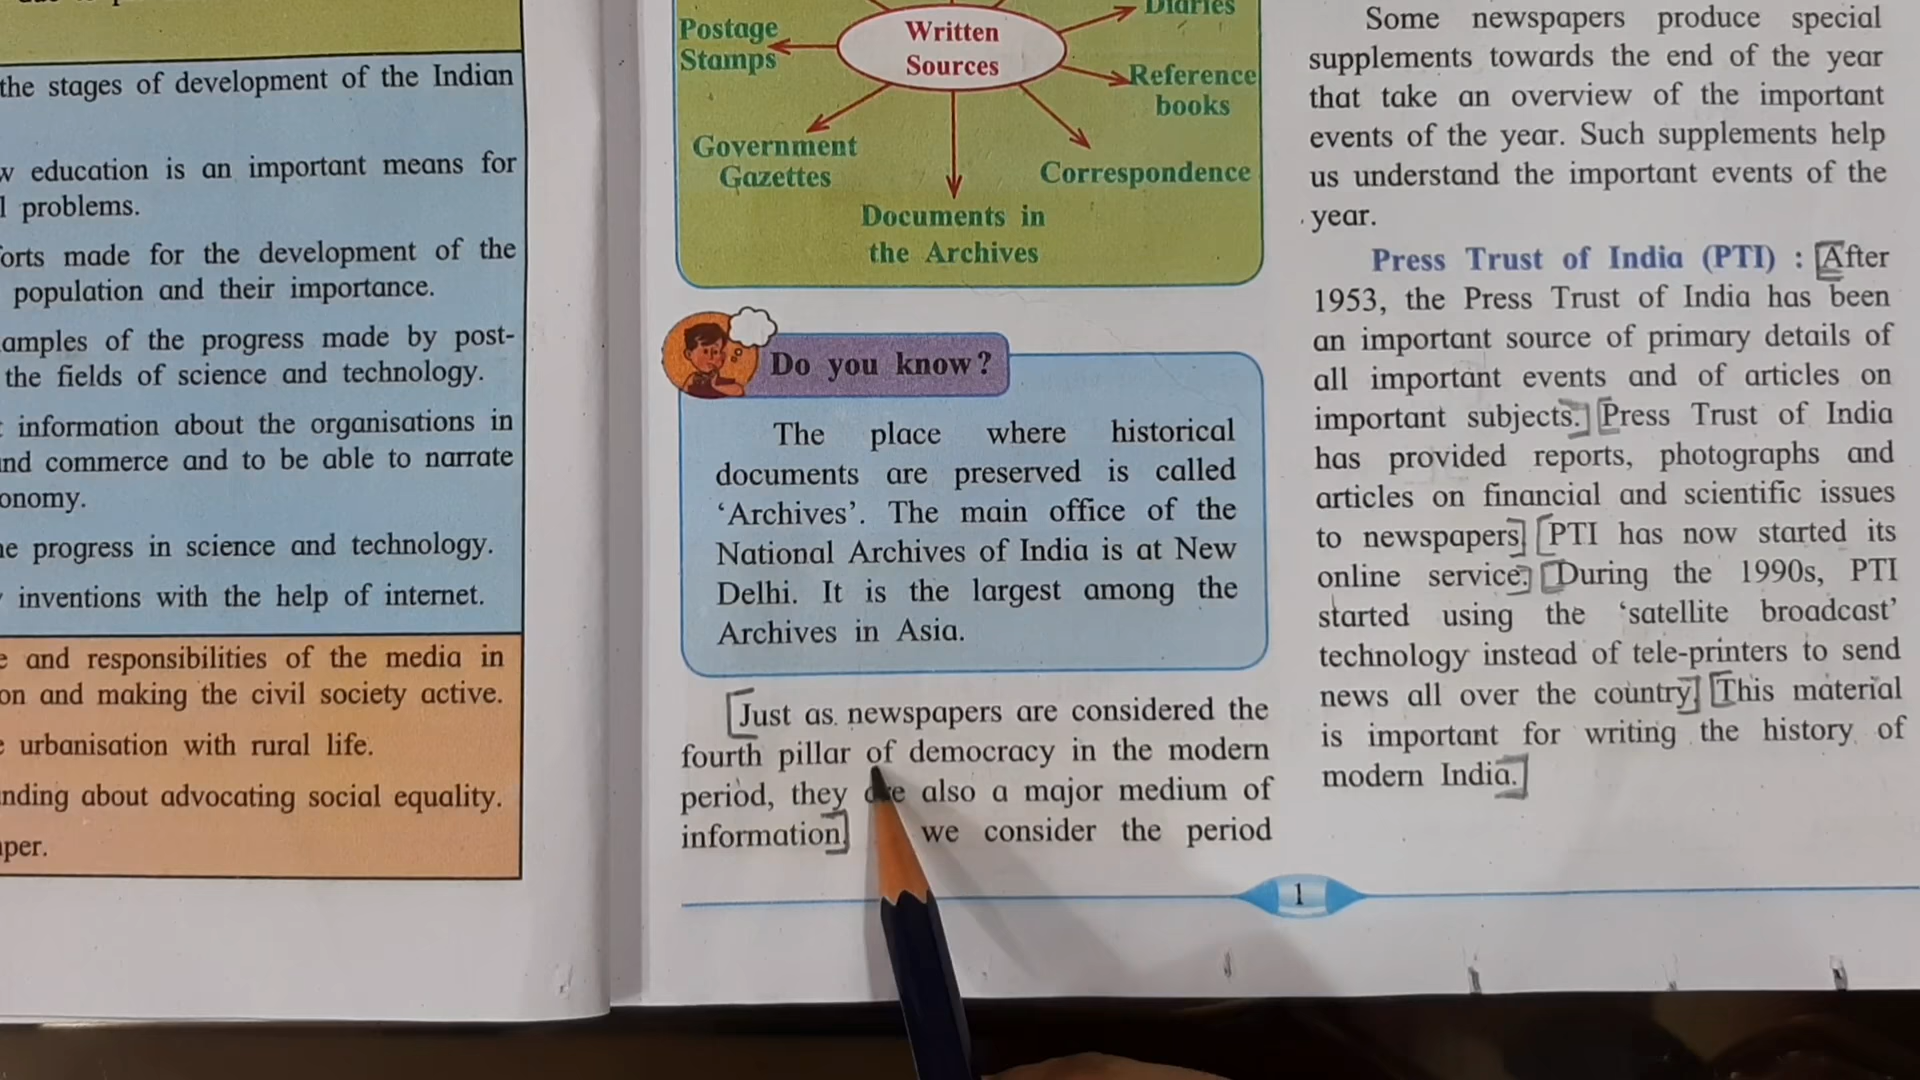 the stages of development of the Indian
education is an important means for
problems.
made for the development of the
population and their importance.
of the progress made by post-
the fields of science and technology.
information about the organisations in
and commerce and to be able to narrate
progress in science and technology.
inventions with the help of internet.
and responsibilities of the media in
and making the civil society active.
urbanisation with rural life.
about advocating social equality.
Diaries
Postage
Stamps
Written
Sources
Reference
books
Government
Gazettes
Correspondence
Documents in
the Archives
Do you know?
The place where historical
documents are preserved is called
‘Archives’. The main office of the
National Archives of India is at New
Delhi. It is the largest among the
Archives in Asia.
Just as newspapers are considered the
fourth pillar of democracy in the modern
period, they are also a major medium of
information. we consider the period
Some newspapers produce special
supplements towards the end of the year
that take an overview of the important
events of the year. Such supplements help
us understand the important events of the
year.
Press Trust of India (PTI) : After
1953, the Press Trust of India has been
an important source of primary details of
all important events and of articles on
important subjects. Press Trust of India
has provided reports, photographs and
articles on financial and scientific issues
to newspapers. PTI has now started its
online service. During the 1990s, PTI
started using the ‘satellite broadcast’
technology instead of tele-printers to send
news all over the country. This material
is important for writing the history of
modern India.
1